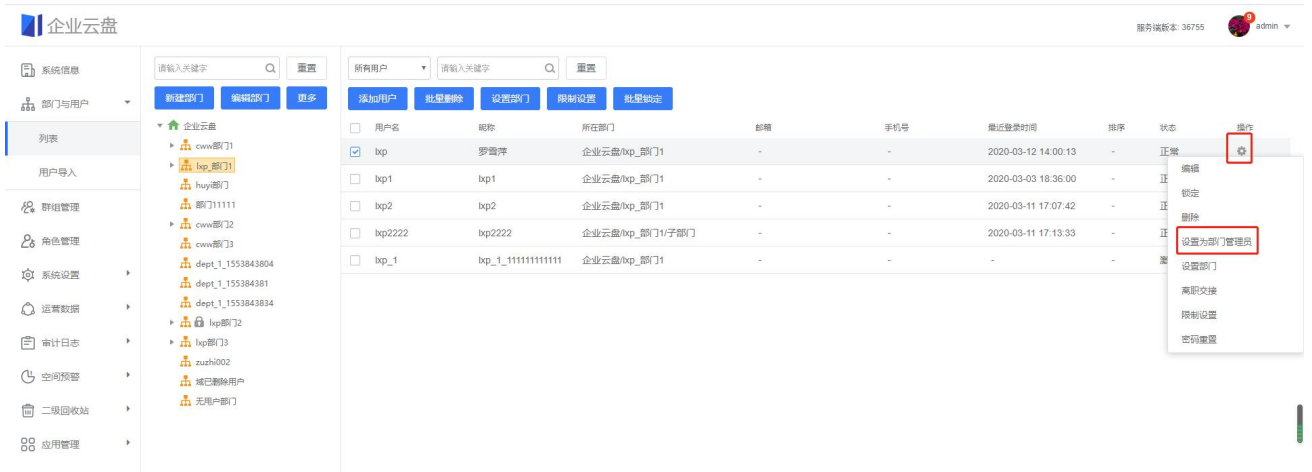 企业云盘
服务端版本: 36755
9
admin
系统信息
部门与用户
列表
用户导入
群组管理
角色管理
系统设置
运营数据
审计日志
空间预警
二级回收站
应用管理
请输入关键字
重置
新建部门
编辑部门
更多
企业云盘
cww部门1
lxp_部门1
huyi部门
部门11111
cww部门2
cww部门3
dept_1_1553843804
dept_1_155384381
dept_1_1553843834
lxp部门2
lxp部门3
zuzhi002
域已删除用户
无用户部门
所有用户
请输入关键字
重置
添加用户
批量删除
设置部门
限制设置
批量锁定
用户名 昵称 所在部门 邮箱 手机号 最近登录时间 排序 状态 操作
lxp 罗雪萍 企业云盘/lxp_部门1 - - 2020-03-12 14:00:13 - 正常
lxp1 lxp1 企业云盘/lxp_部门1 - - 2020-03-03 18:36:00 - 正
lxp2 lxp2 企业云盘/lxp_部门1 - - 2020-03-11 17:07:42 - 正
lxp2222 lxp2222 企业云盘/lxp_部门1/子部门 - - 2020-03-11 17:13:33 - 正
lxp_1 lxp_1_111111111111 企业云盘/lxp_部门1 - - - -
编辑
锁定
删除
设置为部门管理员
设置部门
离职交接
限制设置
密码重置